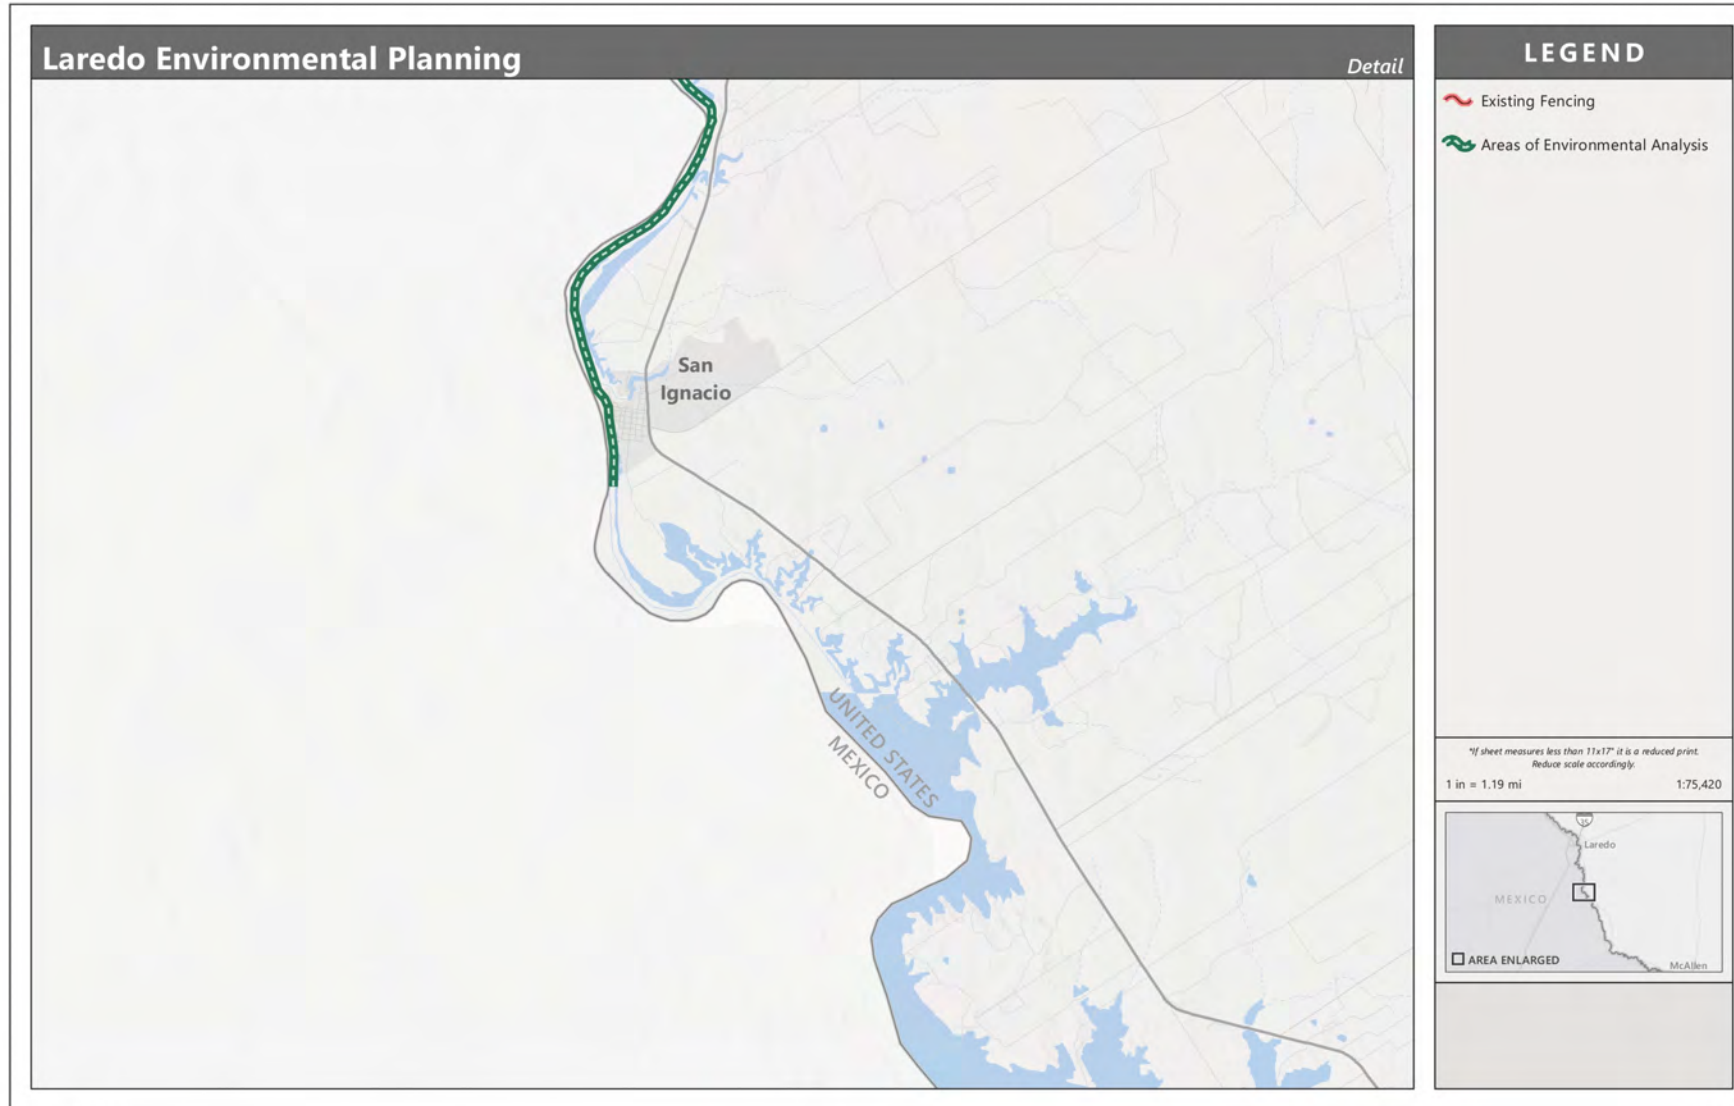 Laredo Environmental Planning
Detail
San
Ignacio
UNITED STATES
MEXICO
LEGEND
Existing Fencing
Areas of Environmental Analysis
*If sheet measures less than 11x17" it is a reduced print.
Reduce scale accordingly.
1 in = 1.19 mi
1:75,420
35
Laredo
MEXICO
AREA ENLARGED
McAllen